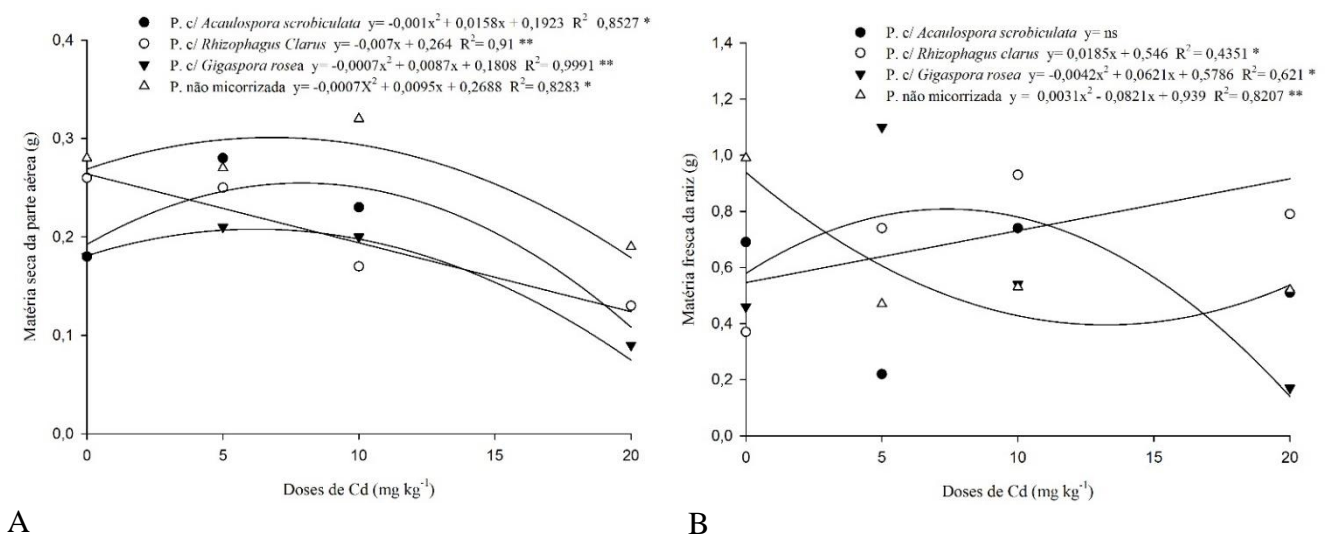 P. c/ Acaulospora scrobiculata y= -0,001x² + 0,0158x + 0,1923 R² 0,8527 *
P. c/ Rhizophagus Clarus y= -0,007x + 0,264 R²= 0,91 **
P. c/ Gigaspora rosea y= -0,0007x² + 0,0087x + 0,1808 R²= 0,9991 **
P. não micorrizada y= -0,0007X² + 0,0095x + 0,2688 R²= 0,8283 *
0,4
0,3
0,2
0,1
0,0
Matéria seca da parte aérea (g)
0 5 10 15 20
Doses de Cd (mg kg⁻¹)
A
P. c/ Acaulospora scrobiculata y= ns
P. c/ Rhizophagus clarus y= 0,0185x + 0,546 R² = 0,4351 *
P. c/ Gigaspora rosea y= -0,0042x² + 0,0621x + 0,5786 R²= 0,621 *
P. não micorrizada y = 0,0031x² - 0,0821x + 0,939 R²= 0,8207 **
1,4
1,2
1,0
0,8
0,6
0,4
0,2
0,0
Matéria fresca da raiz (g)
0 5 10 15 20
Doses de Cd (mg kg⁻¹)
B